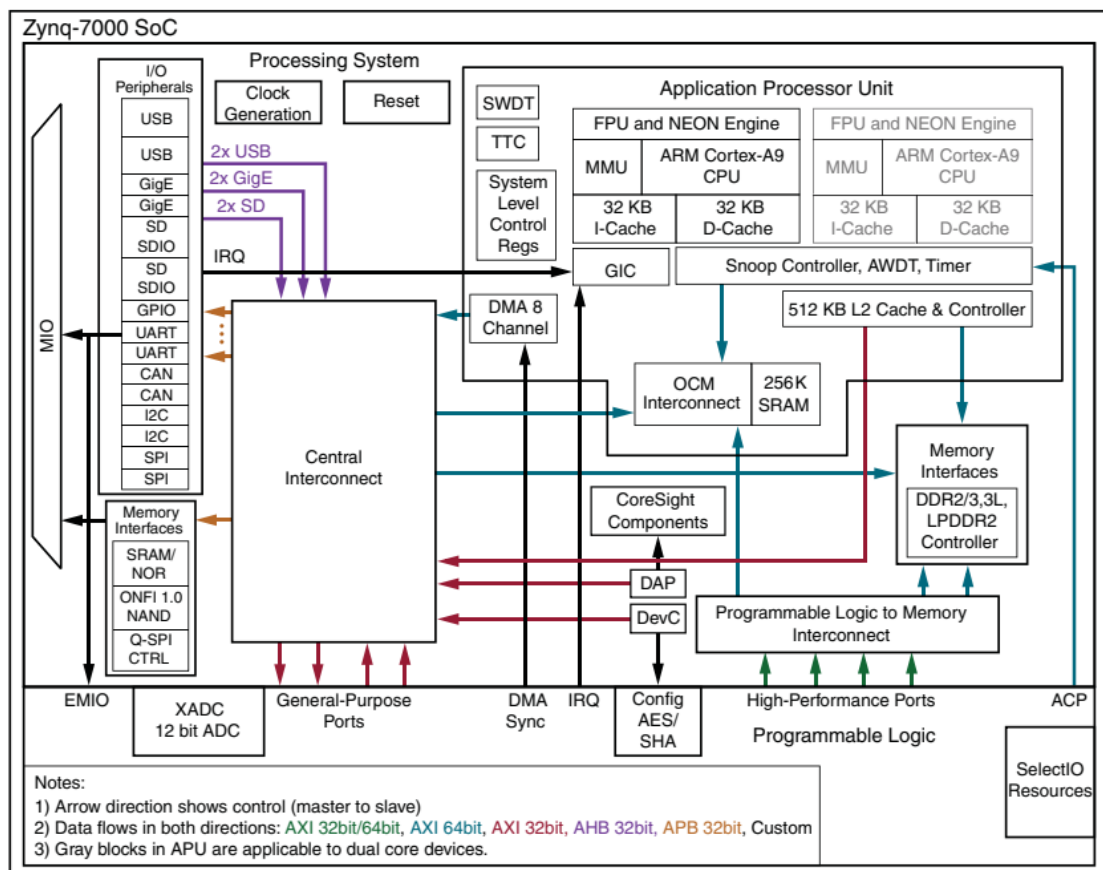 Zynq-7000 SoC
Processing System
I/O
Peripherals
USB
USB
GigE
GigE
SD
SDIO
SD
SDIO
GPIO
UART
UART
CAN
CAN
I2C
I2C
SPI
SPI
MIO
Clock
Generation
Reset
2x USB
2x GigE
2x SD
IRQ
Application Processor Unit
SWDT
TTC
System
Level
Control
Regs
FPU and NEON Engine
MMU
ARM Cortex-A9
CPU
32 KB
I-Cache
32 KB
D-Cache
FPU and NEON Engine
MMU
ARM Cortex-A9
CPU
32 KB
I-Cache
32 KB
D-Cache
GIC
Snoop Controller, AWDT, Timer
DMA 8
Channel
512 KB L2 Cache & Controller
OCM
Interconnect
256K
SRAM
Central
Interconnect
Memory
Interfaces
DDR2/3,3L,
LPDDR2
Controller
CoreSight
Components
DAP
DevC
Programmable Logic to Memory
Interconnect
Memory
Interfaces
SRAM/
NOR
ONFI 1.0
NAND
Q-SPI
CTRL
EMIO
XADC
12 bit ADC
General-Purpose
Ports
DMA
Sync
IRQ
Config
AES/
SHA
High-Performance Ports
ACP
Programmable Logic
SelectIO
Resources
Notes:
1) Arrow direction shows control (master to slave)
2) Data flows in both directions: AXI 32bit/64bit, AXI 64bit, AXI 32bit, AHB 32bit, APB 32bit, Custom
3) Gray blocks in APU are applicable to dual core devices.